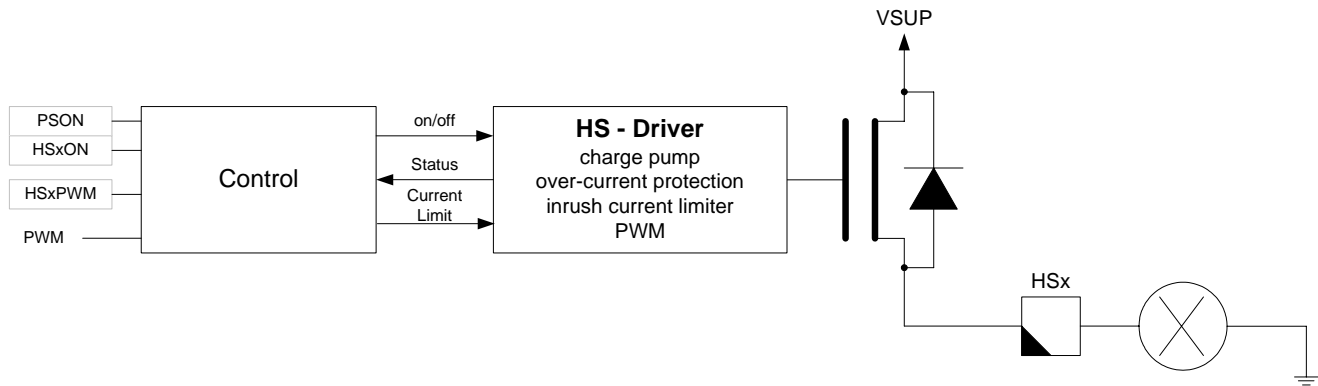 VSUP
PSON
HSxON
HSxPWM
PWM
Control
on/off
Status
Current
Limit
HS - Driver
charge pump
over-current protection
inrush current limiter
PWM
HSx